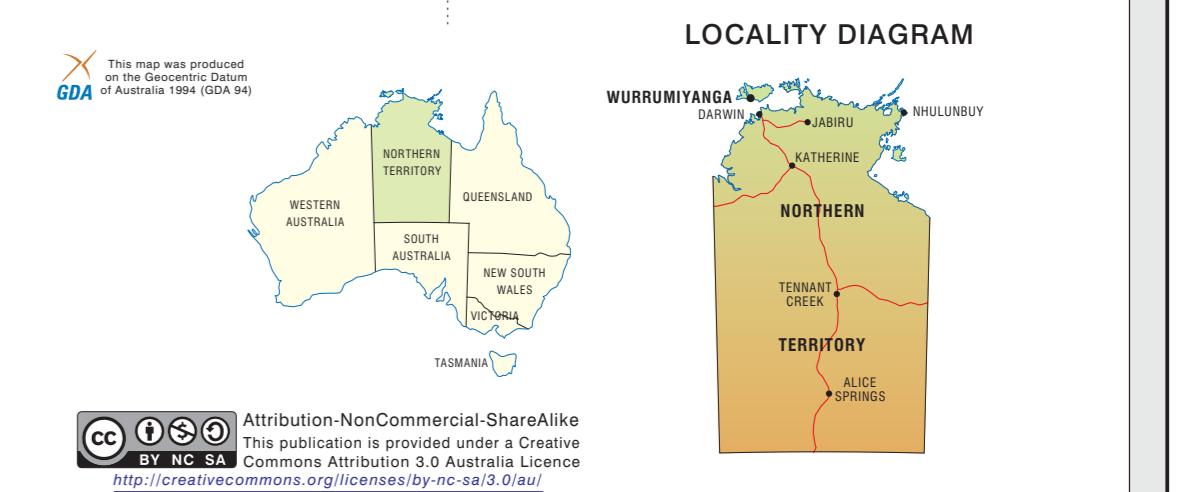 LOCALITY DIAGRAM
This map was produced
on the Geocentric Datum
of Australia 1994 (GDA 94)
GDA
NORTHERN
TERRITORY
WESTERN
AUSTRALIA
QUEENSLAND
SOUTH
AUSTRALIA
NEW SOUTH
WALES
VICTORIA
TASMANIA
WURRUMIYANGA
DARWIN
JABIRU
NHULUNBUY
KATHERINE
NORTHERN
TENNANT
CREEK
TERRITORY
ALICE
SPRINGS
cc
BY NC SA
Attribution-NonCommercial-ShareAlike
This publication is provided under a Creative
Commons Attribution 3.0 Australia Licence
http://creativecommons.org/licenses/by-nc-sa/3.0/au/